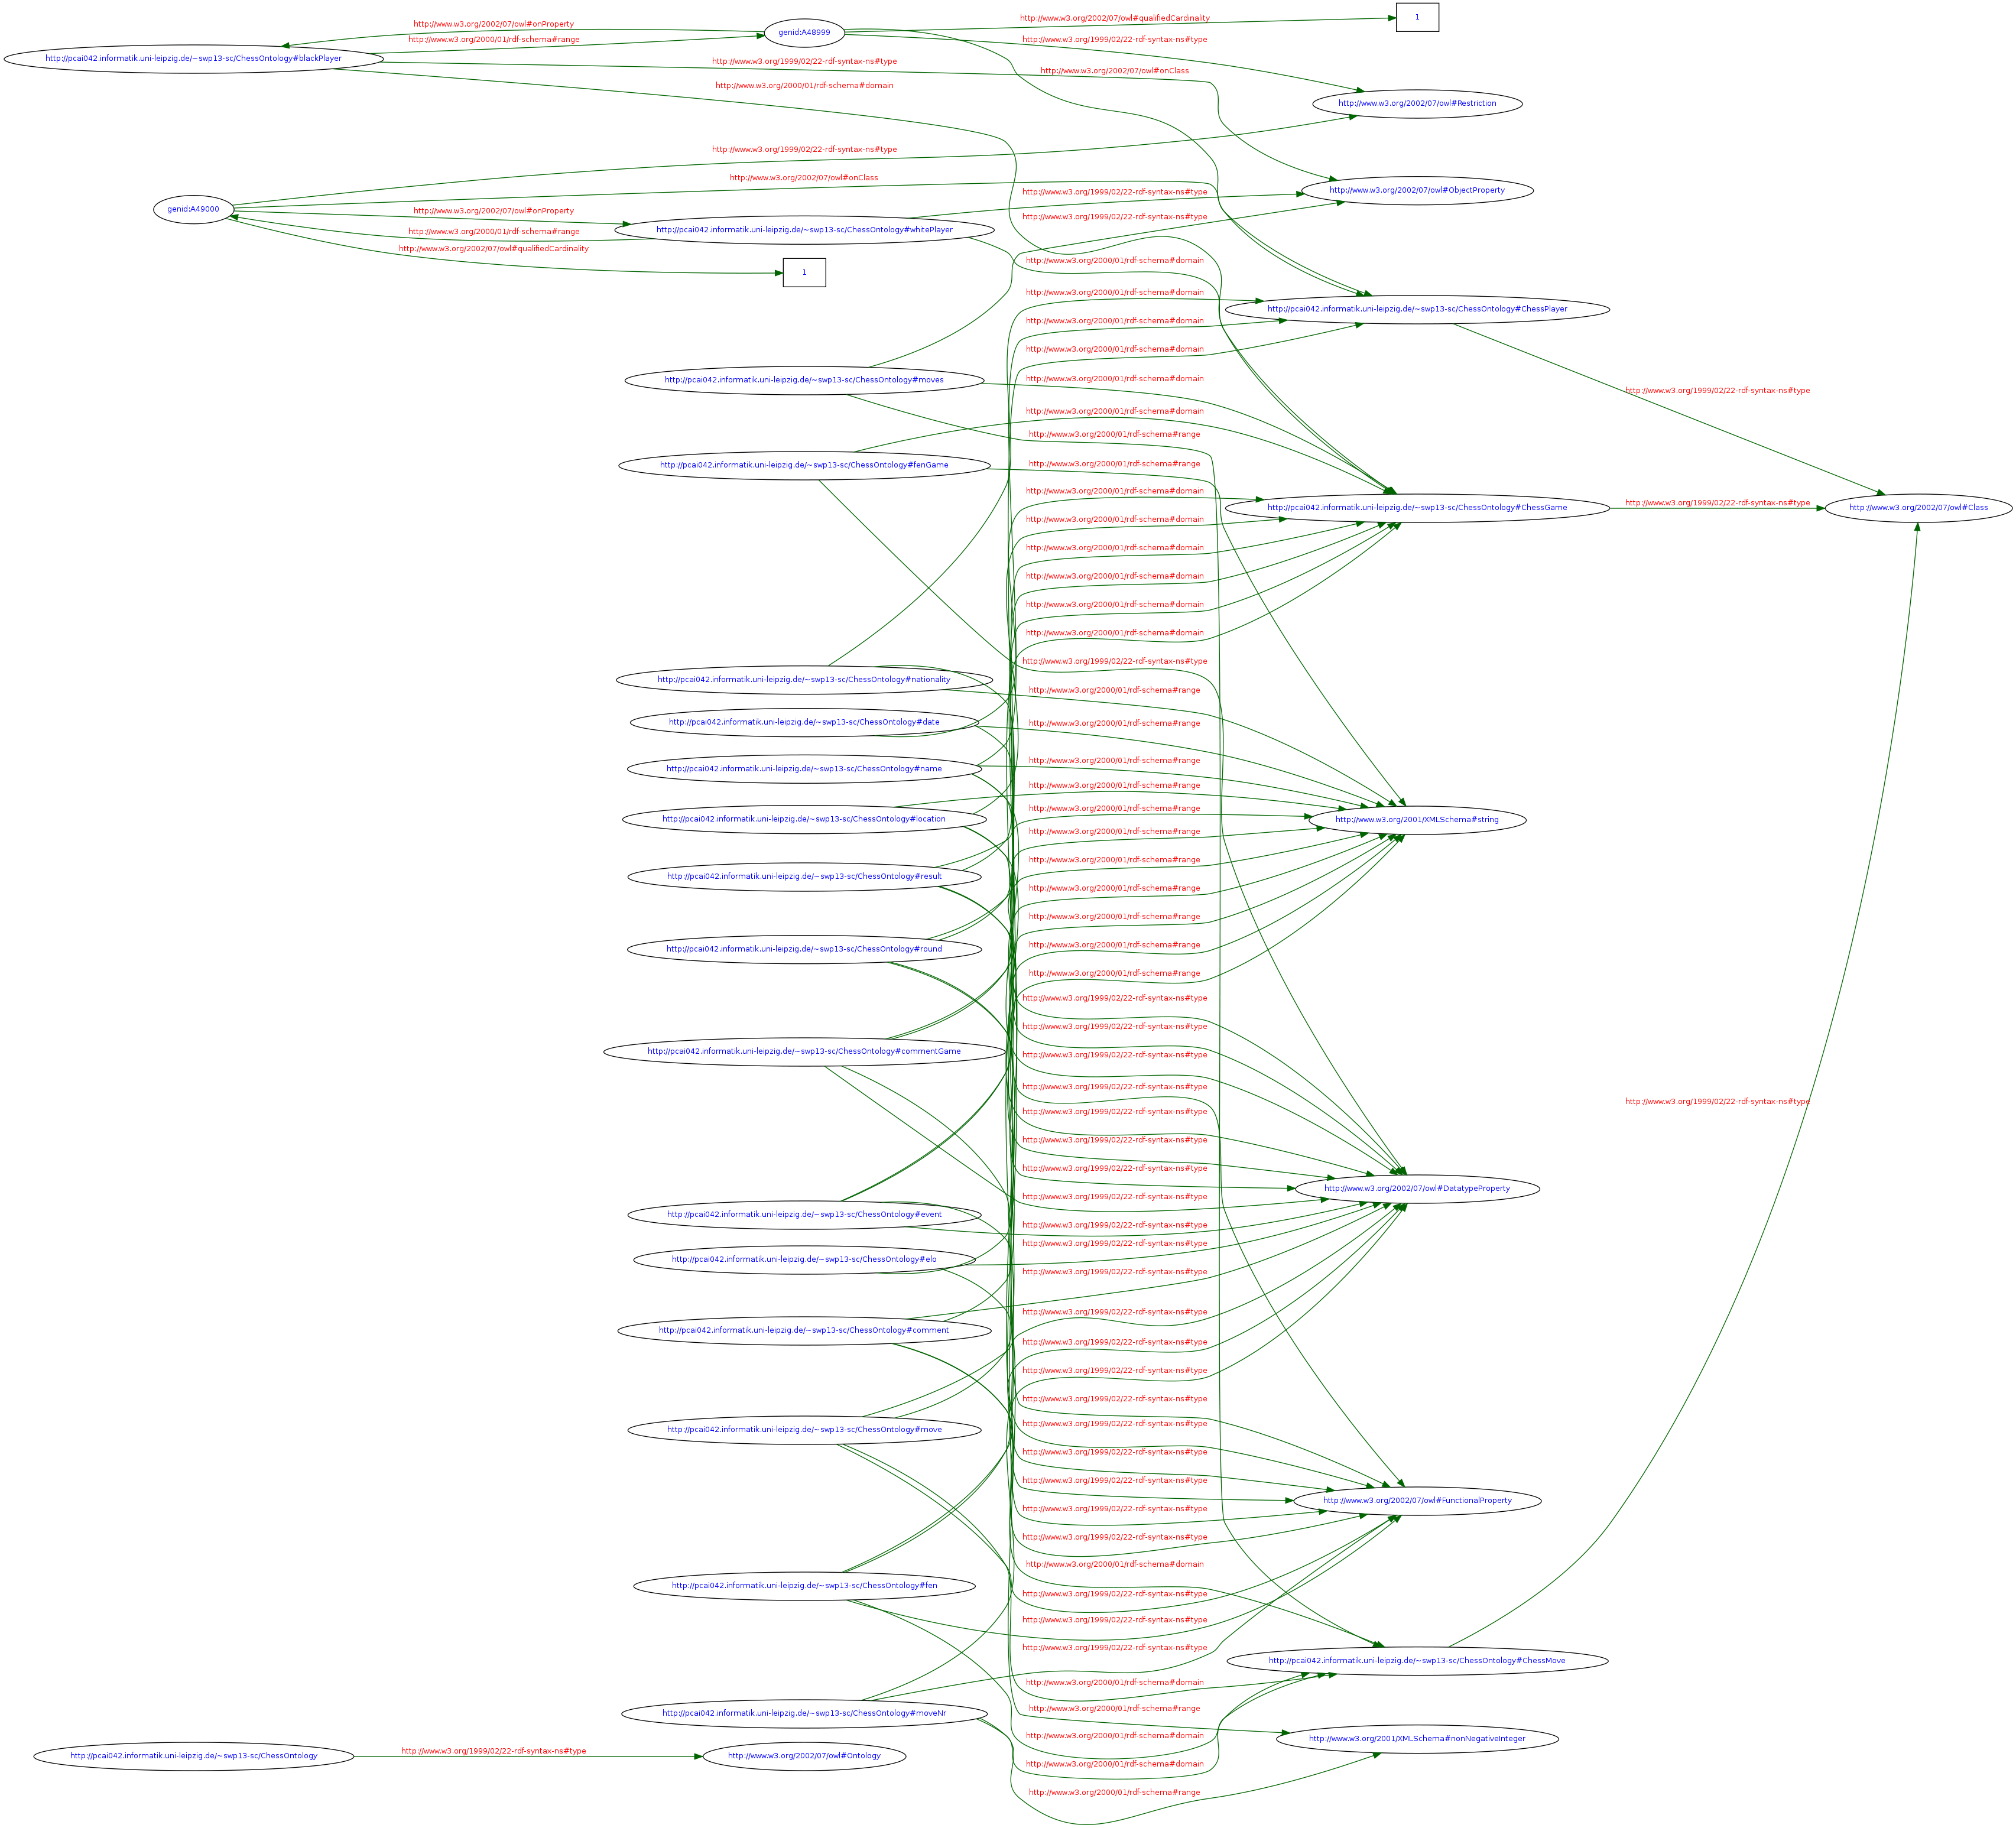 http://www.w3.org/2002/07/owl#onProperty
http://www.w3.org/2002/07/owl#qualifiedCardinality
1
genid:A48999
http://www.w3.org/2000/01/rdf-schema#range
http://www.w3.org/1999/02/22-rdf-syntax-ns#type
http://pcai042.informatik.uni-leipzig.de/~swp13-sc/ChessOntology#blackPlayer
http://www.w3.org/1999/02/22-rdf-syntax-ns#type
http://www.w3.org/2002/07/owl#onClass
http://www.w3.org/2000/01/rdf-schema#domain
http://www.w3.org/2002/07/owl#Restriction
http://www.w3.org/1999/02/22-rdf-syntax-ns#type
http://www.w3.org/2002/07/owl#onClass
http://www.w3.org/1999/02/22-rdf-syntax-ns#type
http://www.w3.org/2002/07/owl#ObjectProperty
genid:A49000
http://www.w3.org/2002/07/owl#onProperty
http://www.w3.org/1999/02/22-rdf-syntax-ns#type
http://www.w3.org/2000/01/rdf-schema#range
http://pcai042.informatik.uni-leipzig.de/~swp13-sc/ChessOntology#whitePlayer
http://www.w3.org/2002/07/owl#qualifiedCardinality
http://www.w3.org/2000/01/rdf-schema#domain
1
http://www.w3.org/2000/01/rdf-schema#domain
http://pcai042.informatik.uni-leipzig.de/~swp13-sc/ChessOntology#ChessPlayer
http://www.w3.org/2000/01/rdf-schema#domain
http://www.w3.org/2000/01/rdf-schema#domain
http://pcai042.informatik.uni-leipzig.de/~swp13-sc/ChessOntology#moves
http://www.w3.org/2000/01/rdf-schema#domain
http://www.w3.org/1999/02/22-rdf-syntax-ns#type
http://www.w3.org/2000/01/rdf-schema#domain
http://www.w3.org/2000/01/rdf-schema#range
http://pcai042.informatik.uni-leipzig.de/~swp13-sc/ChessOntology#fenGame
http://www.w3.org/2000/01/rdf-schema#range
http://www.w3.org/2000/01/rdf-schema#domain
http://pcai042.informatik.uni-leipzig.de/~swp13-sc/ChessOntology#ChessGame
http://www.w3.org/1999/02/22-rdf-syntax-ns#type
http://www.w3.org/2002/07/owl#Class
http://www.w3.org/2000/01/rdf-schema#domain
http://www.w3.org/2000/01/rdf-schema#domain
http://www.w3.org/2000/01/rdf-schema#domain
http://www.w3.org/2000/01/rdf-schema#domain
http://www.w3.org/2000/01/rdf-schema#domain
http://www.w3.org/1999/02/22-rdf-syntax-ns#type
http://pcai042.informatik.uni-leipzig.de/~swp13-sc/ChessOntology#nationality
http://www.w3.org/2000/01/rdf-schema#range
http://pcai042.informatik.uni-leipzig.de/~swp13-sc/ChessOntology#date
http://www.w3.org/2000/01/rdf-schema#range
http://pcai042.informatik.uni-leipzig.de/~swp13-sc/ChessOntology#name
http://www.w3.org/2000/01/rdf-schema#range
http://www.w3.org/2000/01/rdf-schema#range
http://pcai042.informatik.uni-leipzig.de/~swp13-sc/ChessOntology#location
http://www.w3.org/2000/01/rdf-schema#range
http://www.w3.org/2001/XMLSchema#string
http://www.w3.org/2000/01/rdf-schema#range
http://www.w3.org/2000/01/rdf-schema#range
http://pcai042.informatik.uni-leipzig.de/~swp13-sc/ChessOntology#result
http://www.w3.org/2000/01/rdf-schema#range
http://www.w3.org/2000/01/rdf-schema#range
http://pcai042.informatik.uni-leipzig.de/~swp13-sc/ChessOntology#round
http://www.w3.org/2000/01/rdf-schema#range
http://www.w3.org/2000/01/rdf-schema#range
http://www.w3.org/1999/02/22-rdf-syntax-ns#type
http://www.w3.org/1999/02/22-rdf-syntax-ns#type
http://pcai042.informatik.uni-leipzig.de/~swp13-sc/ChessOntology#commentGame
http://www.w3.org/1999/02/22-rdf-syntax-ns#type
http://www.w3.org/1999/02/22-rdf-syntax-ns#type
http://www.w3.org/1999/02/22-rdf-syntax-ns#type
http://www.w3.org/1999/02/22-rdf-syntax-ns#type
http://www.w3.org/1999/02/22-rdf-syntax-ns#type
http://www.w3.org/1999/02/22-rdf-syntax-ns#type
http://www.w3.org/2002/07/owl#DatatypeProperty
http://www.w3.org/1999/02/22-rdf-syntax-ns#type
http://pcai042.informatik.uni-leipzig.de/~swp13-sc/ChessOntology#event
http://www.w3.org/1999/02/22-rdf-syntax-ns#type
http://www.w3.org/1999/02/22-rdf-syntax-ns#type
http://pcai042.informatik.uni-leipzig.de/~swp13-sc/ChessOntology#elo
http://www.w3.org/1999/02/22-rdf-syntax-ns#type
http://www.w3.org/1999/02/22-rdf-syntax-ns#type
http://pcai042.informatik.uni-leipzig.de/~swp13-sc/ChessOntology#comment
http://www.w3.org/1999/02/22-rdf-syntax-ns#type
http://www.w3.org/1999/02/22-rdf-syntax-ns#type
http://www.w3.org/1999/02/22-rdf-syntax-ns#type
http://www.w3.org/1999/02/22-rdf-syntax-ns#type
http://pcai042.informatik.uni-leipzig.de/~swp13-sc/ChessOntology#move
http://www.w3.org/1999/02/22-rdf-syntax-ns#type
http://www.w3.org/1999/02/22-rdf-syntax-ns#type
http://www.w3.org/2002/07/owl#FunctionalProperty
http://www.w3.org/1999/02/22-rdf-syntax-ns#type
http://www.w3.org/1999/02/22-rdf-syntax-ns#type
http://www.w3.org/2000/01/rdf-schema#domain
http://pcai042.informatik.uni-leipzig.de/~swp13-sc/ChessOntology#fen
http://www.w3.org/1999/02/22-rdf-syntax-ns#type
http://www.w3.org/1999/02/22-rdf-syntax-ns#type
http://www.w3.org/1999/02/22-rdf-syntax-ns#type
http://pcai042.informatik.uni-leipzig.de/~swp13-sc/ChessOntology#ChessMove
http://www.w3.org/2000/01/rdf-schema#domain
http://www.w3.org/2000/01/rdf-schema#range
http://pcai042.informatik.uni-leipzig.de/~swp13-sc/ChessOntology#moveNr
http://www.w3.org/2000/01/rdf-schema#domain
http://www.w3.org/2001/XMLSchema#nonNegativeInteger
http://pcai042.informatik.uni-leipzig.de/~swp13-sc/ChessOntology
http://www.w3.org/1999/02/22-rdf-syntax-ns#type
http://www.w3.org/2002/07/owl#Ontology
http://www.w3.org/2000/01/rdf-schema#domain
http://www.w3.org/2000/01/rdf-schema#range